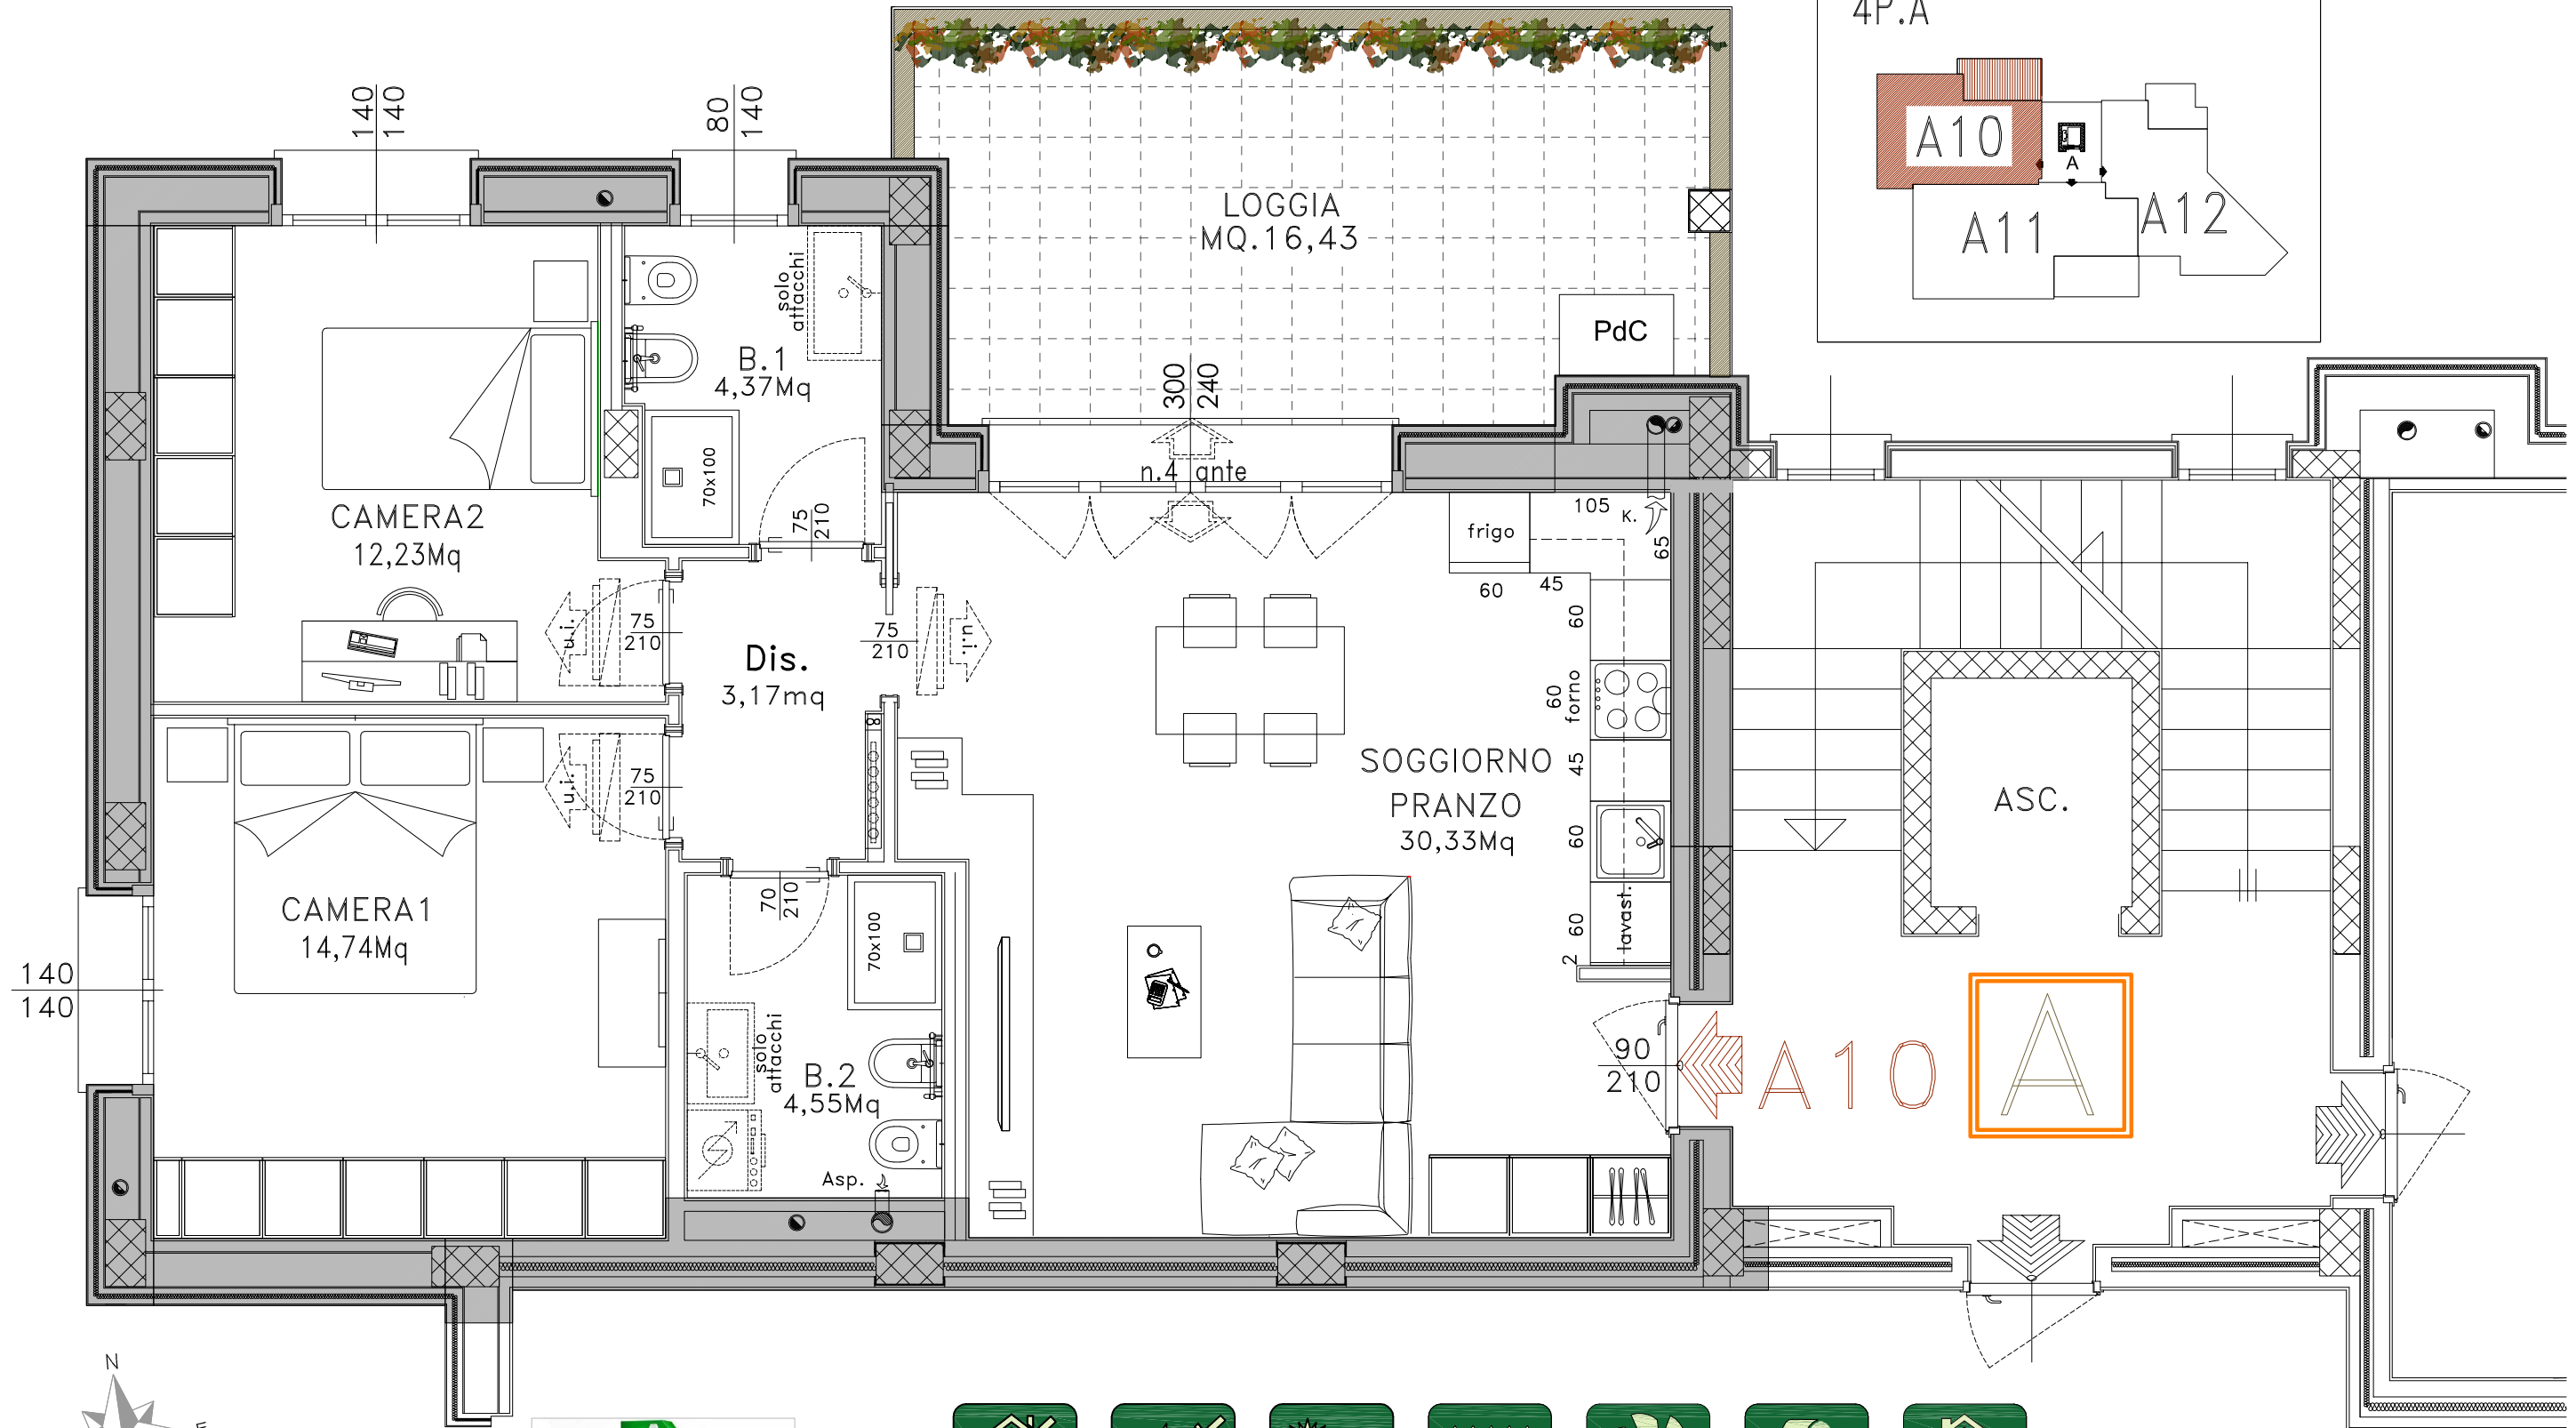 4P.A
A10
A
A11
A12
140
140
80
140
LOGGIA
MQ.16,43
PdC
300
240
n.4 ante
solo
attacchi
B.1
4,37Mq
70x100
75
210
CAMERA2
12,23Mq
u.i.
75
210
Dis.
3,17mq
75
210
u.i.
frigo
105
K.
65
60
45
60
60
forno
45
60
60
lavast.
2
SOGGIORNO
PRANZO
30,33Mq
ASC.
u.i.
75
210
8
CAMERA1
14,74Mq
140
140
70
210
70x100
solo
attacchi
B.2
4,55Mq
Asp.
90
210
A10
A
N
E